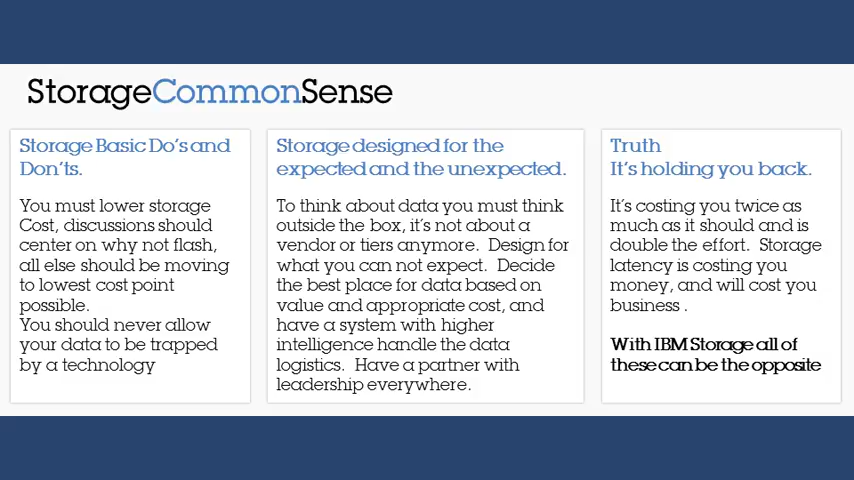 StorageCommonSense
Storage Basic Do's and
Don'ts.
You must lower storage
Cost, discussions should
center on why not flash,
all else should be moving
to lowest cost point
possible.
You should never allow
your data to be trapped
by a technology
Storage designed for the
expected and the unexpected.
To think about data you must think
outside the box, it's not about a
vendor or tiers anymore.  Design for
what you can not expect.  Decide
the best place for data based on
value and appropriate cost, and
have a system with higher
intelligence handle the data
logistics.  Have a partner with
leadership everywhere.
Truth
It's holding you back.
It's costing you twice as
much as it should and is
double the effort.  Storage
latency is costing you
money, and will cost you
business .
With IBM Storage all of
these can be the opposite